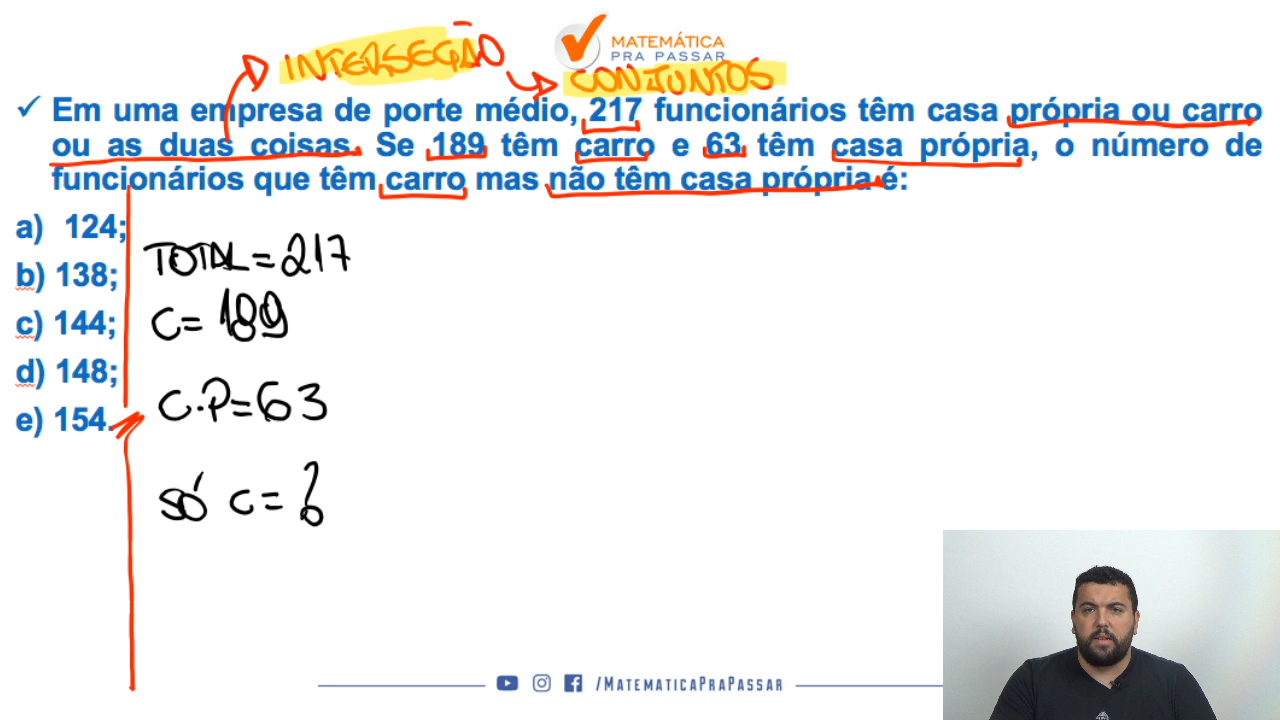 INTERSEÇÃO
MATEMÁTICA
PRA PASSAR
CONJUNTOS
✓ Em uma empresa de porte médio, 217 funcionários têm casa própria ou carro
ou as duas coisas. Se 189 têm carro e 63 têm casa própria, o número de
funcionários que têm carro mas não têm casa própria é:
a) 124;
b) 138;
c) 144;
d) 148;
e) 154.
TOTAL = 217
C = 189
C.P = 63
SÓ C = ?
/MatematicaPraPassar